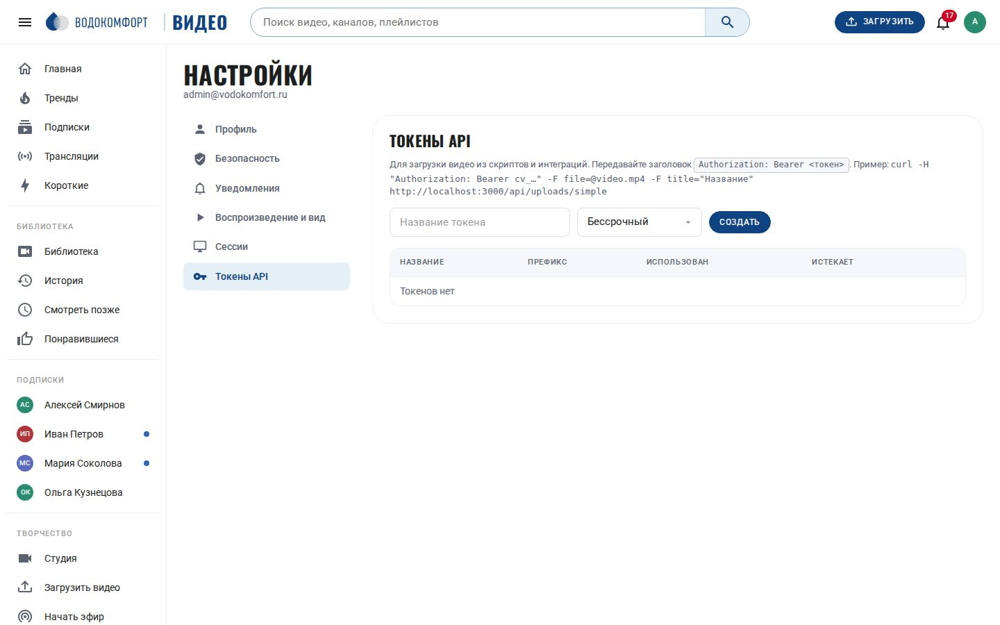 ВОДОКОМФОРТ
ВИДЕО
Поиск видео, каналов, плейлистов
ЗАГРУЗИТЬ
17
А
Главная
Тренды
Подписки
Трансляции
Короткие
БИБЛИОТЕКА
Библиотека
История
Смотреть позже
Понравившиеся
ПОДПИСКИ
АС Алексей Смирнов
ИП Иван Петров
МС Мария Соколова
ОК Ольга Кузнецова
ТВОРЧЕСТВО
Студия
Загрузить видео
Начать эфир
НАСТРОЙКИ
admin@vodokomfort.ru
Профиль
Безопасность
Уведомления
Воспроизведение и вид
Сессии
Токены API
ТОКЕНЫ API
Для загрузки видео из скриптов и интеграций. Передавайте заголовок Authorization: Bearer <токен>. Пример: curl -H
"Authorization: Bearer cv_…" -F file=@video.mp4 -F title="Название"
http://localhost:3000/api/uploads/simple
Название токена
Бессрочный
СОЗДАТЬ
НАЗВАНИЕ ПРЕФИКС ИСПОЛЬЗОВАН ИСТЕКАЕТ
Токенов нет